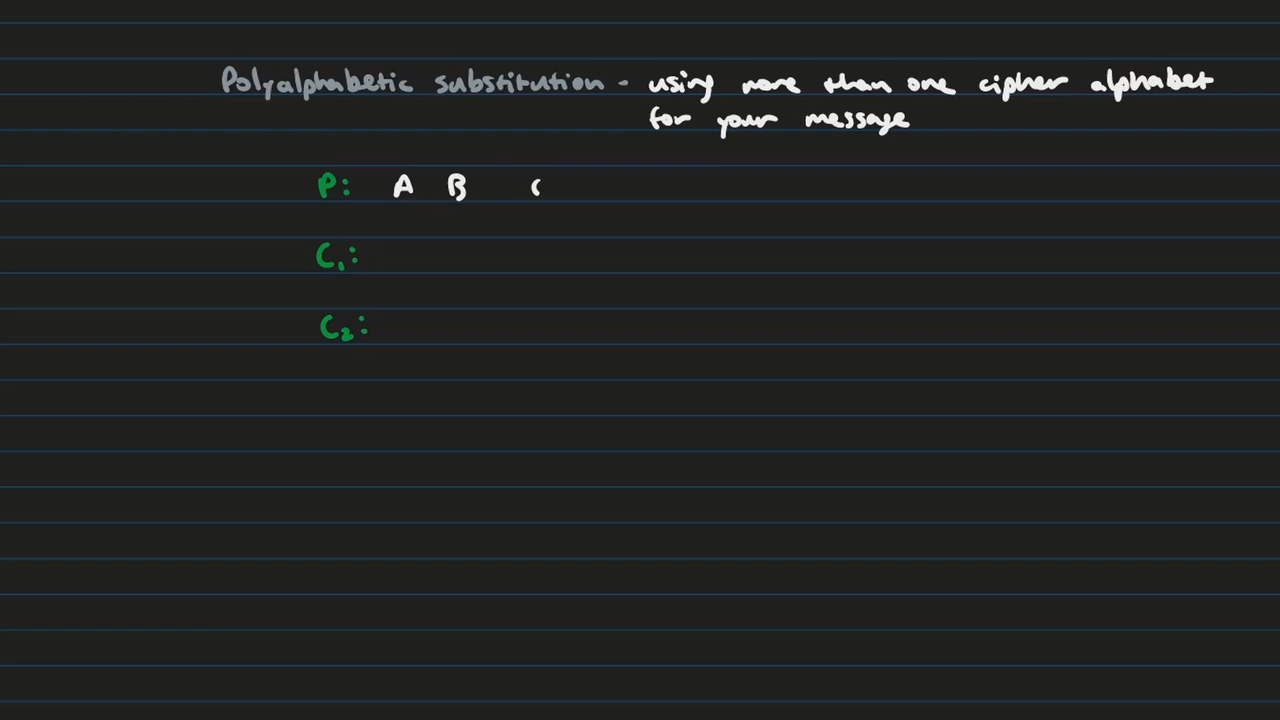 Polyalphabetic substitution - using more than one cipher alphabet
for your message
P: A B
C₁:
C₂: